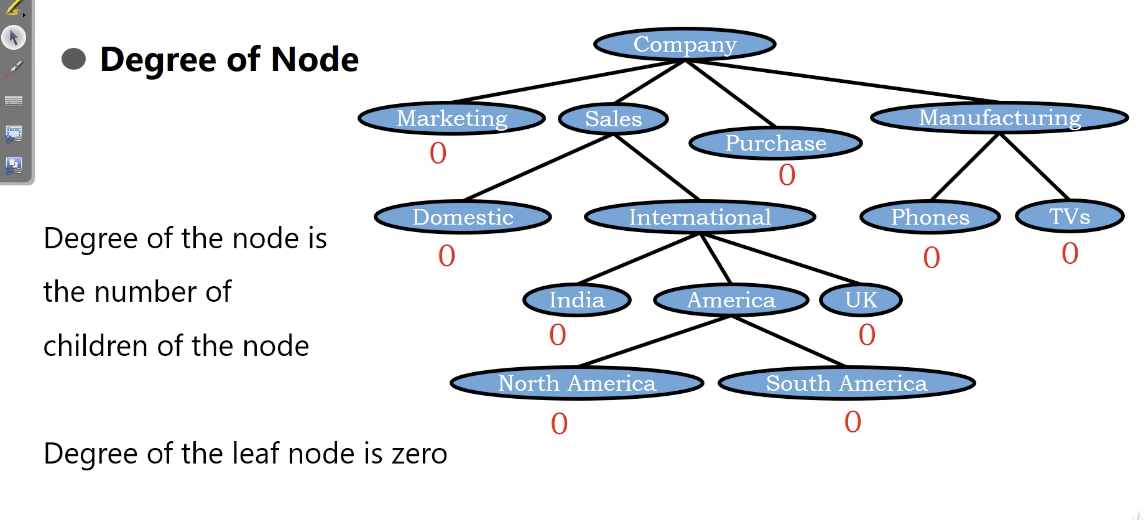 Degree of Node
Company
Marketing
Sales
Purchase
Manufacturing
0
0
Domestic
International
Phones
TVs
0
0
0
Degree of the node is
the number of
children of the node
India
America
UK
0
0
North America
South America
0
0
Degree of the leaf node is zero